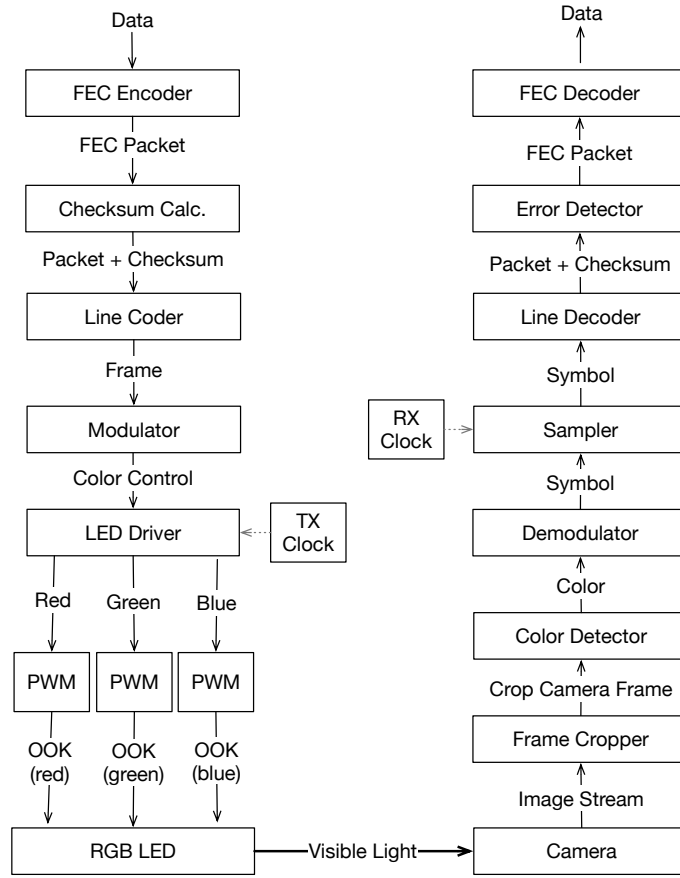 Data
FEC Encoder
FEC Packet
Checksum Calc.
Packet + Checksum
Line Coder
Frame
Modulator
Color Control
LED Driver
TX
Clock
Red
Green
Blue
PWM
PWM
PWM
OOK
(red)
OOK
(green)
OOK
(blue)
RGB LED
Visible Light
Camera
Image Stream
Frame Cropper
Crop Camera Frame
Color Detector
Color
Demodulator
Symbol
Sampler
RX
Clock
Symbol
Line Decoder
Packet + Checksum
Error Detector
FEC Packet
FEC Decoder
Data